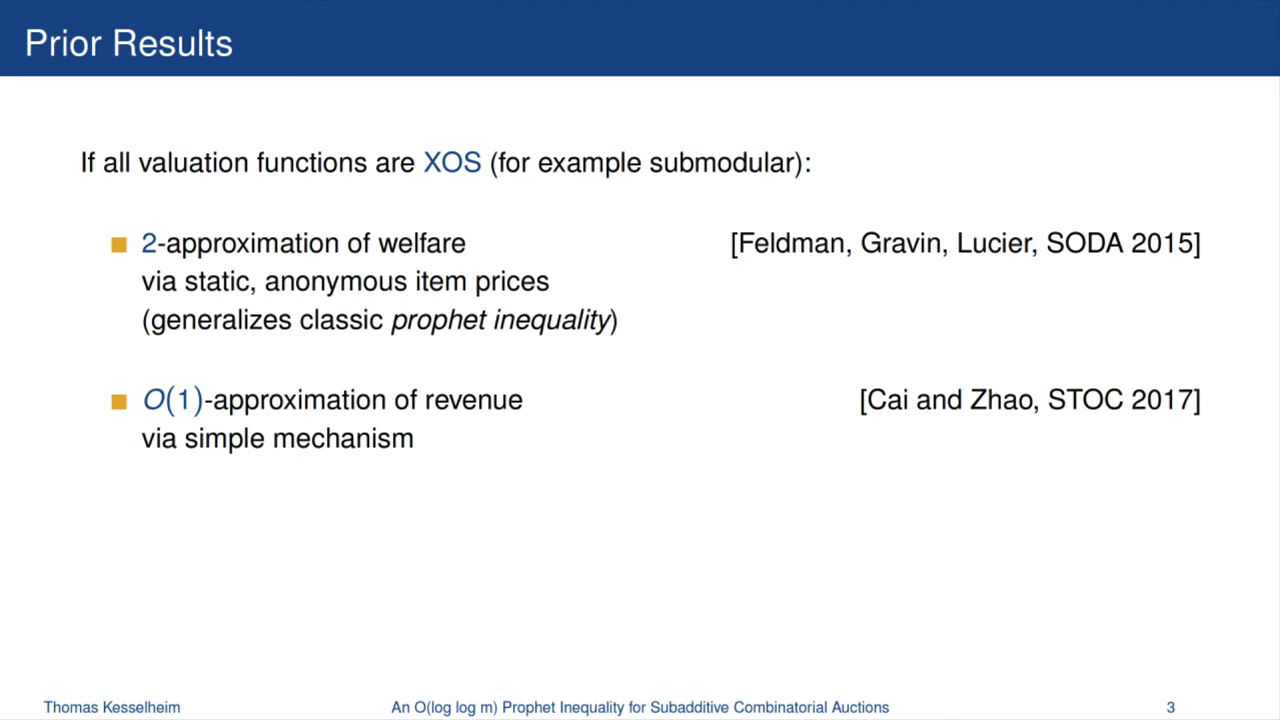 Prior Results
If all valuation functions are XOS (for example submodular):
2-approximation of welfare [Feldman, Gravin, Lucier, SODA 2015]
via static, anonymous item prices
(generalizes classic prophet inequality)
O(1)-approximation of revenue [Cai and Zhao, STOC 2017]
via simple mechanism
Thomas Kesselheim An O(log log m) Prophet Inequality for Subadditive Combinatorial Auctions 3